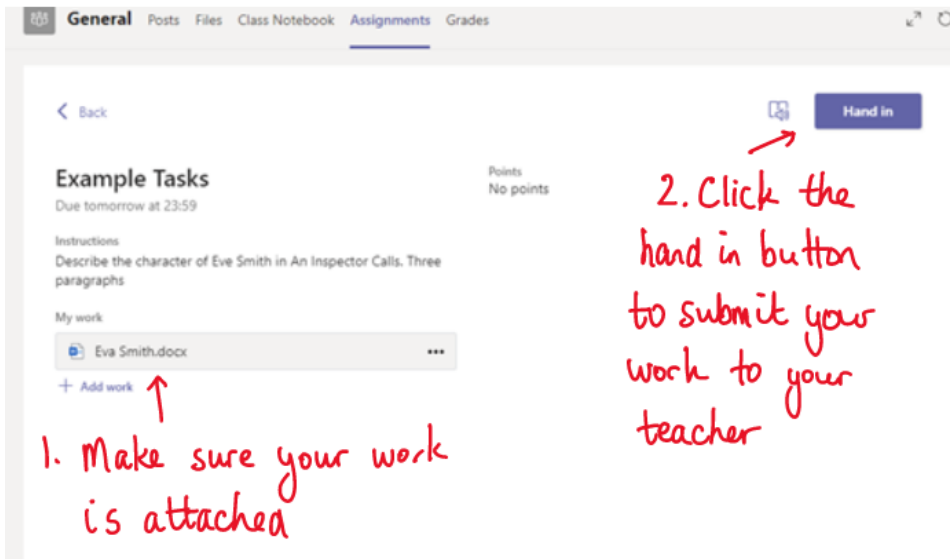 General Posts Files Class Notebook Assignments Grades
Back
Hand in
Example Tasks
Due tomorrow at 23:59
Points
No points
Instructions
Describe the character of Eve Smith in An Inspector Calls. Three
paragraphs
My work
Eva Smith.docx
+ Add work
1. Make sure your work
is attached
2. Click the
hand in button
to submit your
work to your
teacher